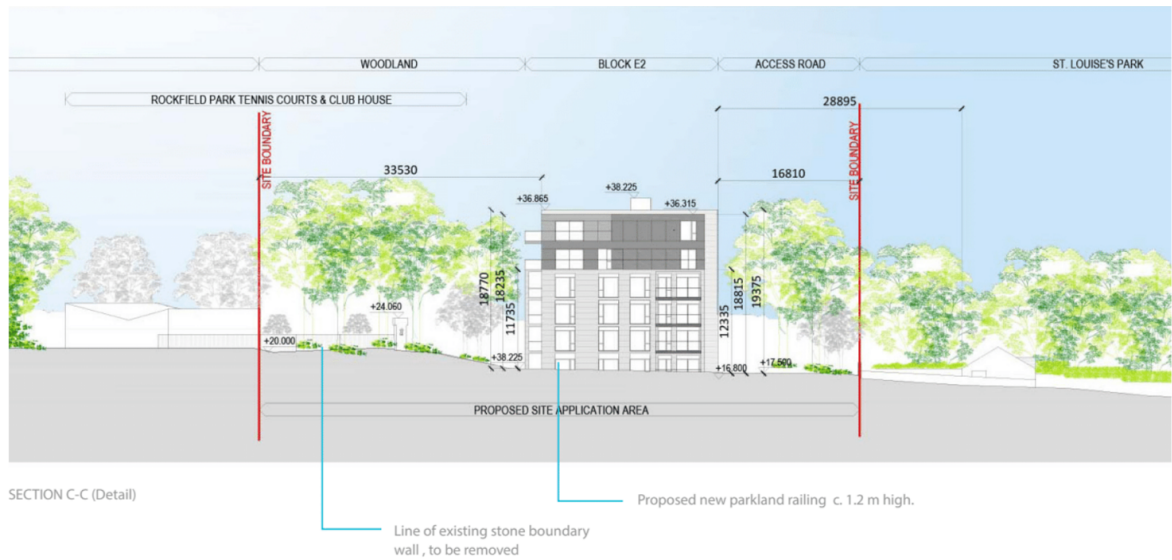 WOODLAND
BLOCK E2
ACCESS ROAD
ST. LOUISE'S PARK
ROCKFIELD PARK TENNIS COURTS & CLUB HOUSE
28895
SITE BOUNDARY
SITE BOUNDARY
33530
16810
+38.225
+36.865
+36.315
18770
18235
11735
12335
18815
19375
+24.060
+20.000
+38.225
+16.800
+17.500
PROPOSED SITE APPLICATION AREA
SECTION C-C (Detail)
Proposed new parkland railing c. 1.2 m high.
Line of existing stone boundary
wall , to be removed